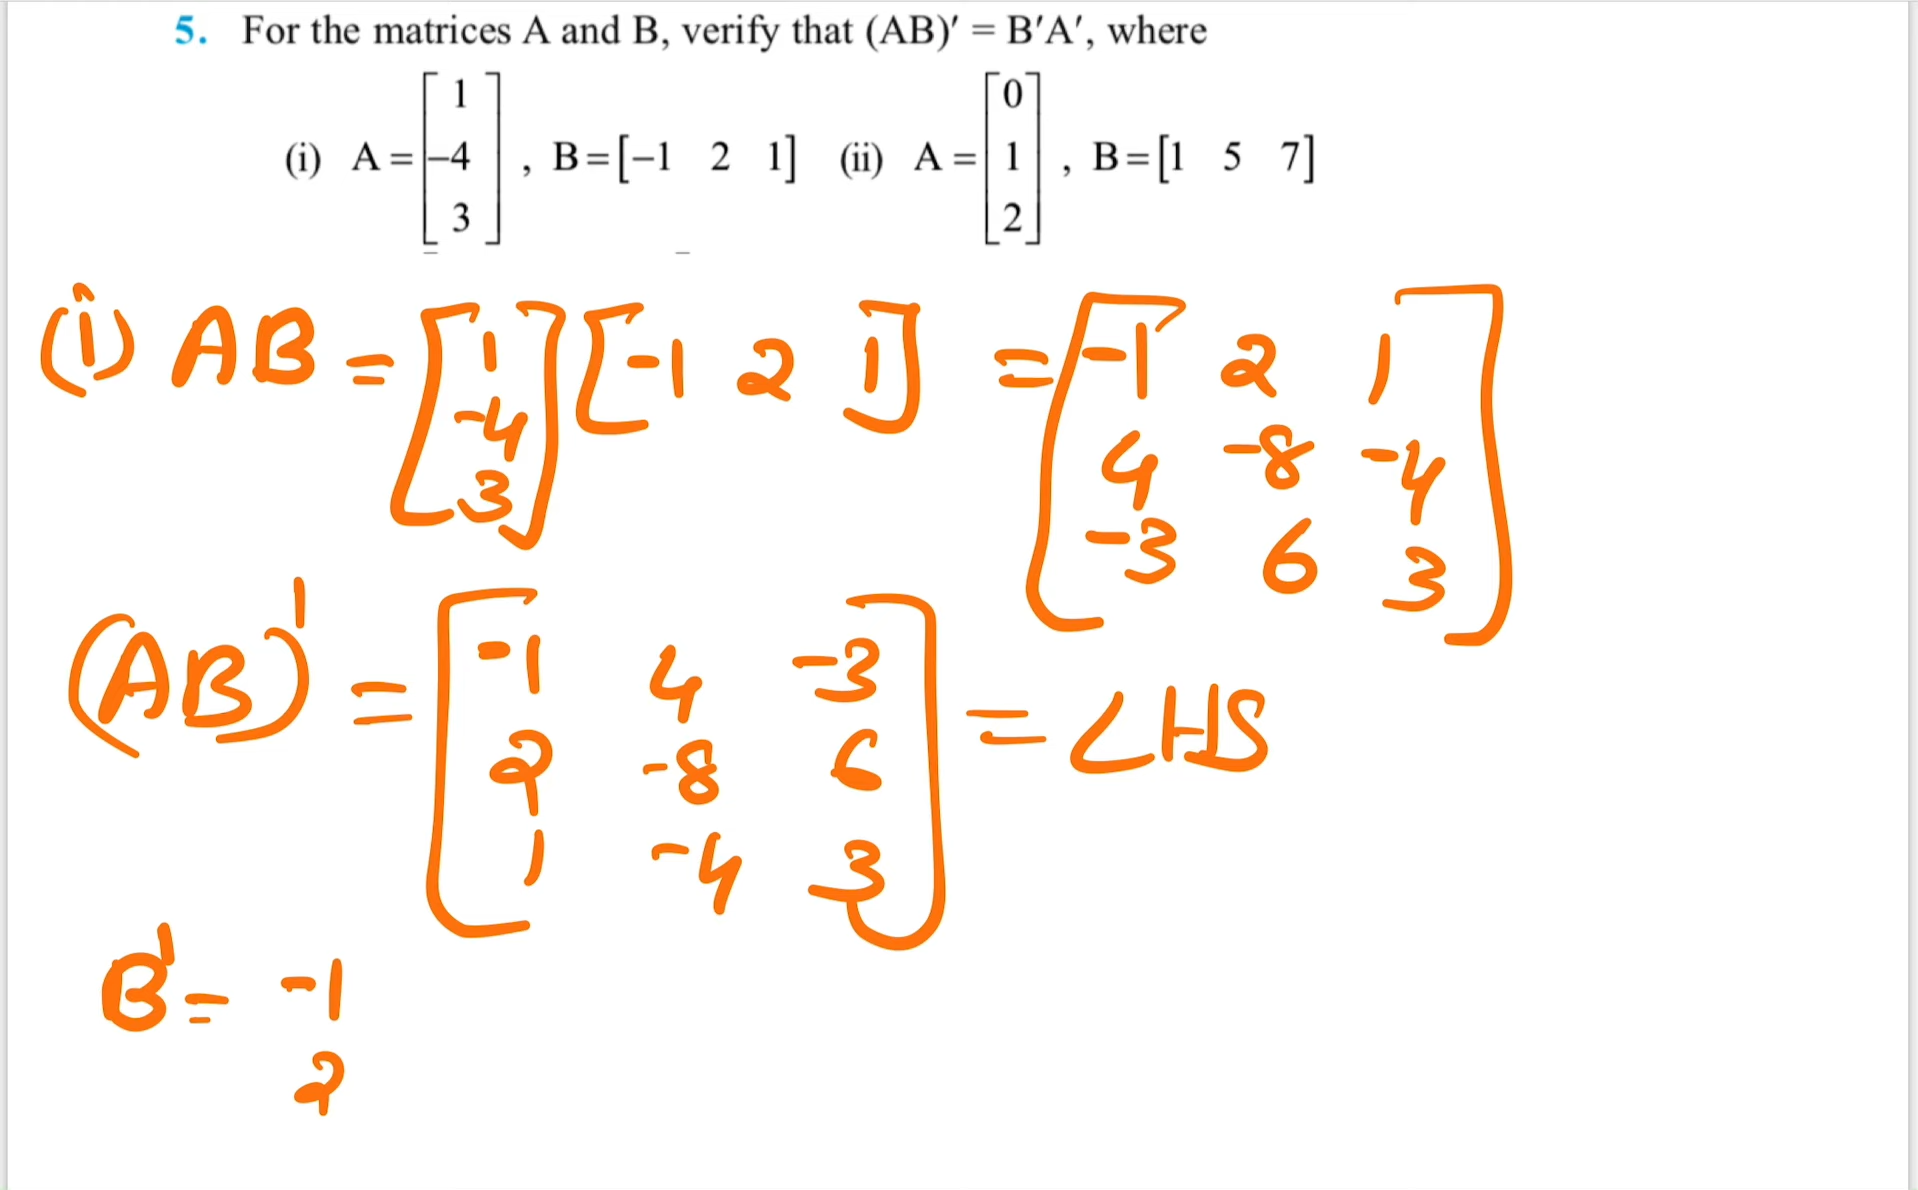 5. For the matrices A and B, verify that (AB)′ = B′A′, where
(i) A = [1 −4 3], B = [−1 2 1] (ii) A = [0 1 2], B = [1 5 7]
(i) AB = [1 -4 3] [-1 2 1] = [-1 2 1
4 -8 -4
-3 6 3]
(AB)' = [-1 4 -3
2 -8 6
1 -4 3] = LHS
B' = -1
2